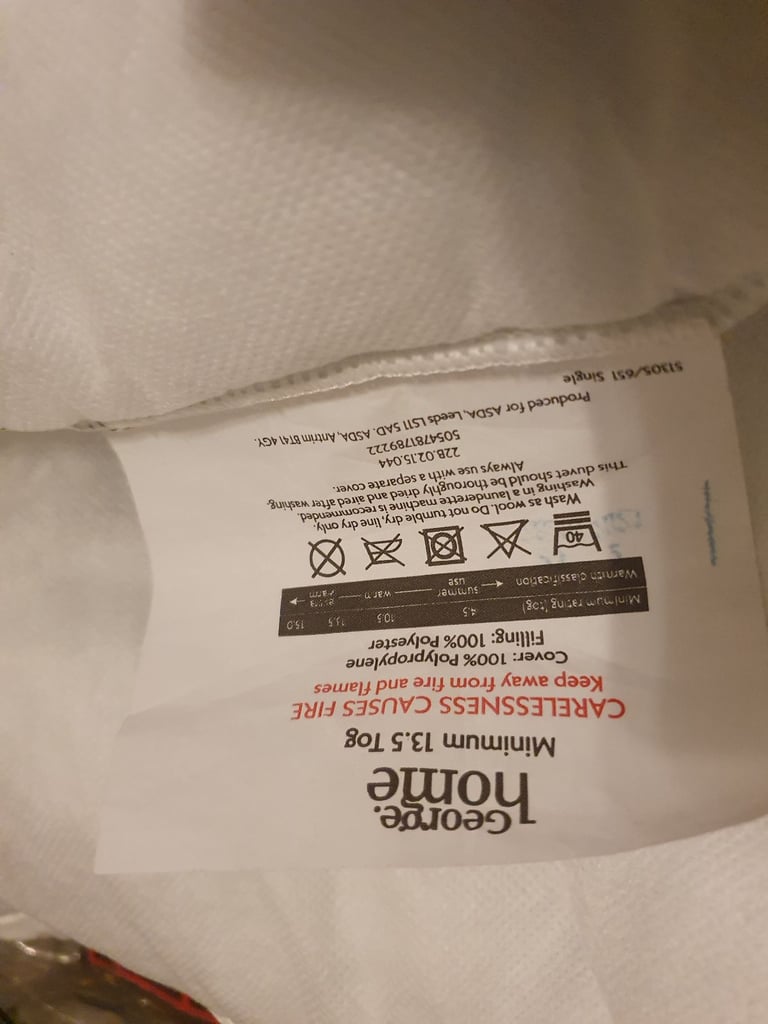 George.
home
Minimum 13.5 Tog
CARELESSNESS CAUSES FIRE
Keep away from fire and flames
Cover: 100% Polypropylene
Filling: 100% Polyester
Minimum rating (tog) 4.5 10.5 13.5 15.0
Warmth classification summer use warm extra warm
40
Wash as wool. Do not tumble dry, line dry only.
Washing in a launderette machine is recommended.
This duvet should be thoroughly dried and aired after washing.
Always use with a separate cover.
22B.02.15.044
5054781789222
Produced for ASDA, Leeds LS11 5AD. ASDA, Antrim BT41 4GY.
S1305/651 Single